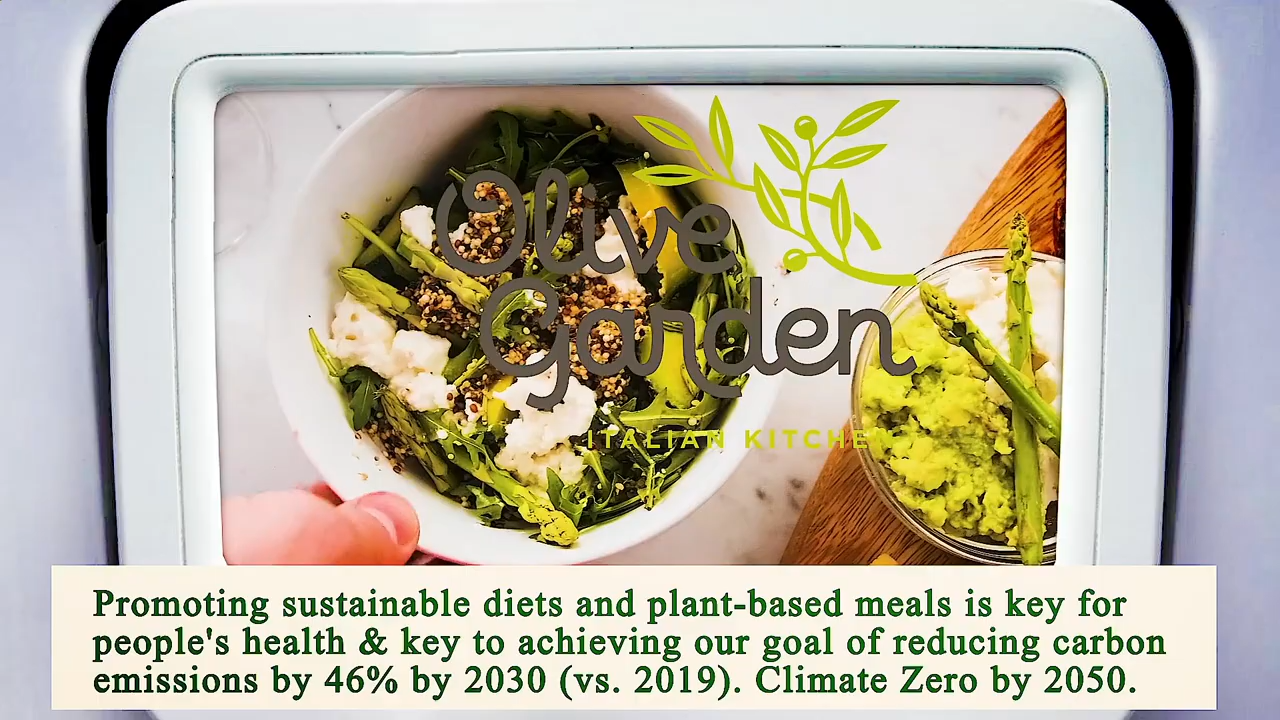 Olive
Garden
ITALIAN KITCHEN
Promoting sustainable diets and plant-based meals is key for
people's health & key to achieving our goal of reducing carbon
emissions by 46% by 2030 (vs. 2019). Climate Zero by 2050.